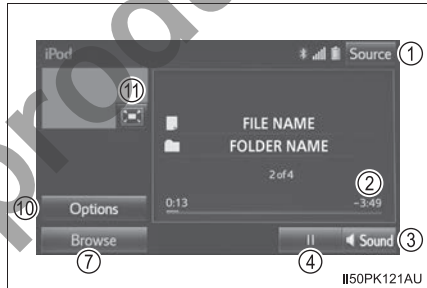 iPod Source ①
⑪
FILE NAME
FOLDER NAME
2 of 4
②
0:13 -3:49
⑩ Options
Browse II Sound ③
⑦ ④
II50PK121AU